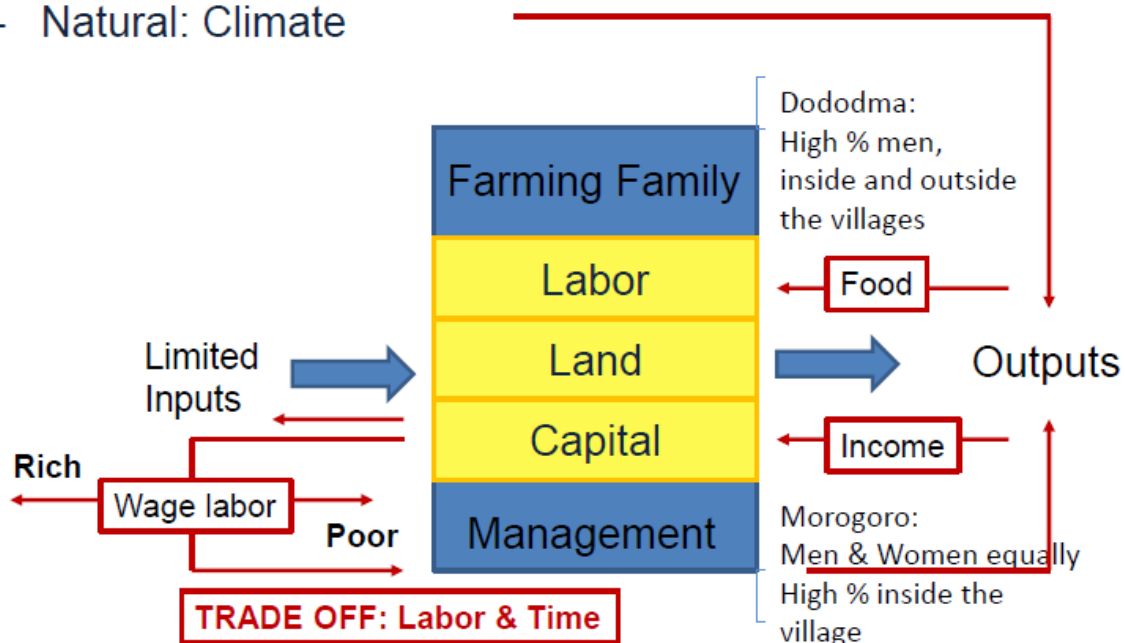 - Natural: Climate
Dododma:
High % men,
inside and outside
the villages
Farming Family
Labor
Food
Limited
Inputs
Land
Outputs
Capital
Income
Rich
Wage labor
Poor
Management
Morogoro:
Men & Women equally
High % inside the
village
TRADE OFF: Labor & Time